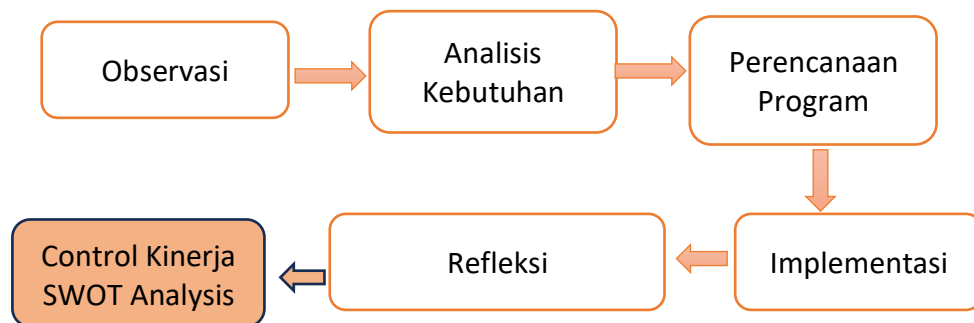 Observasi
Analisis
Kebutuhan
Perencanaan
Program
Implementasi
Refleksi
Control Kinerja
SWOT Analysis